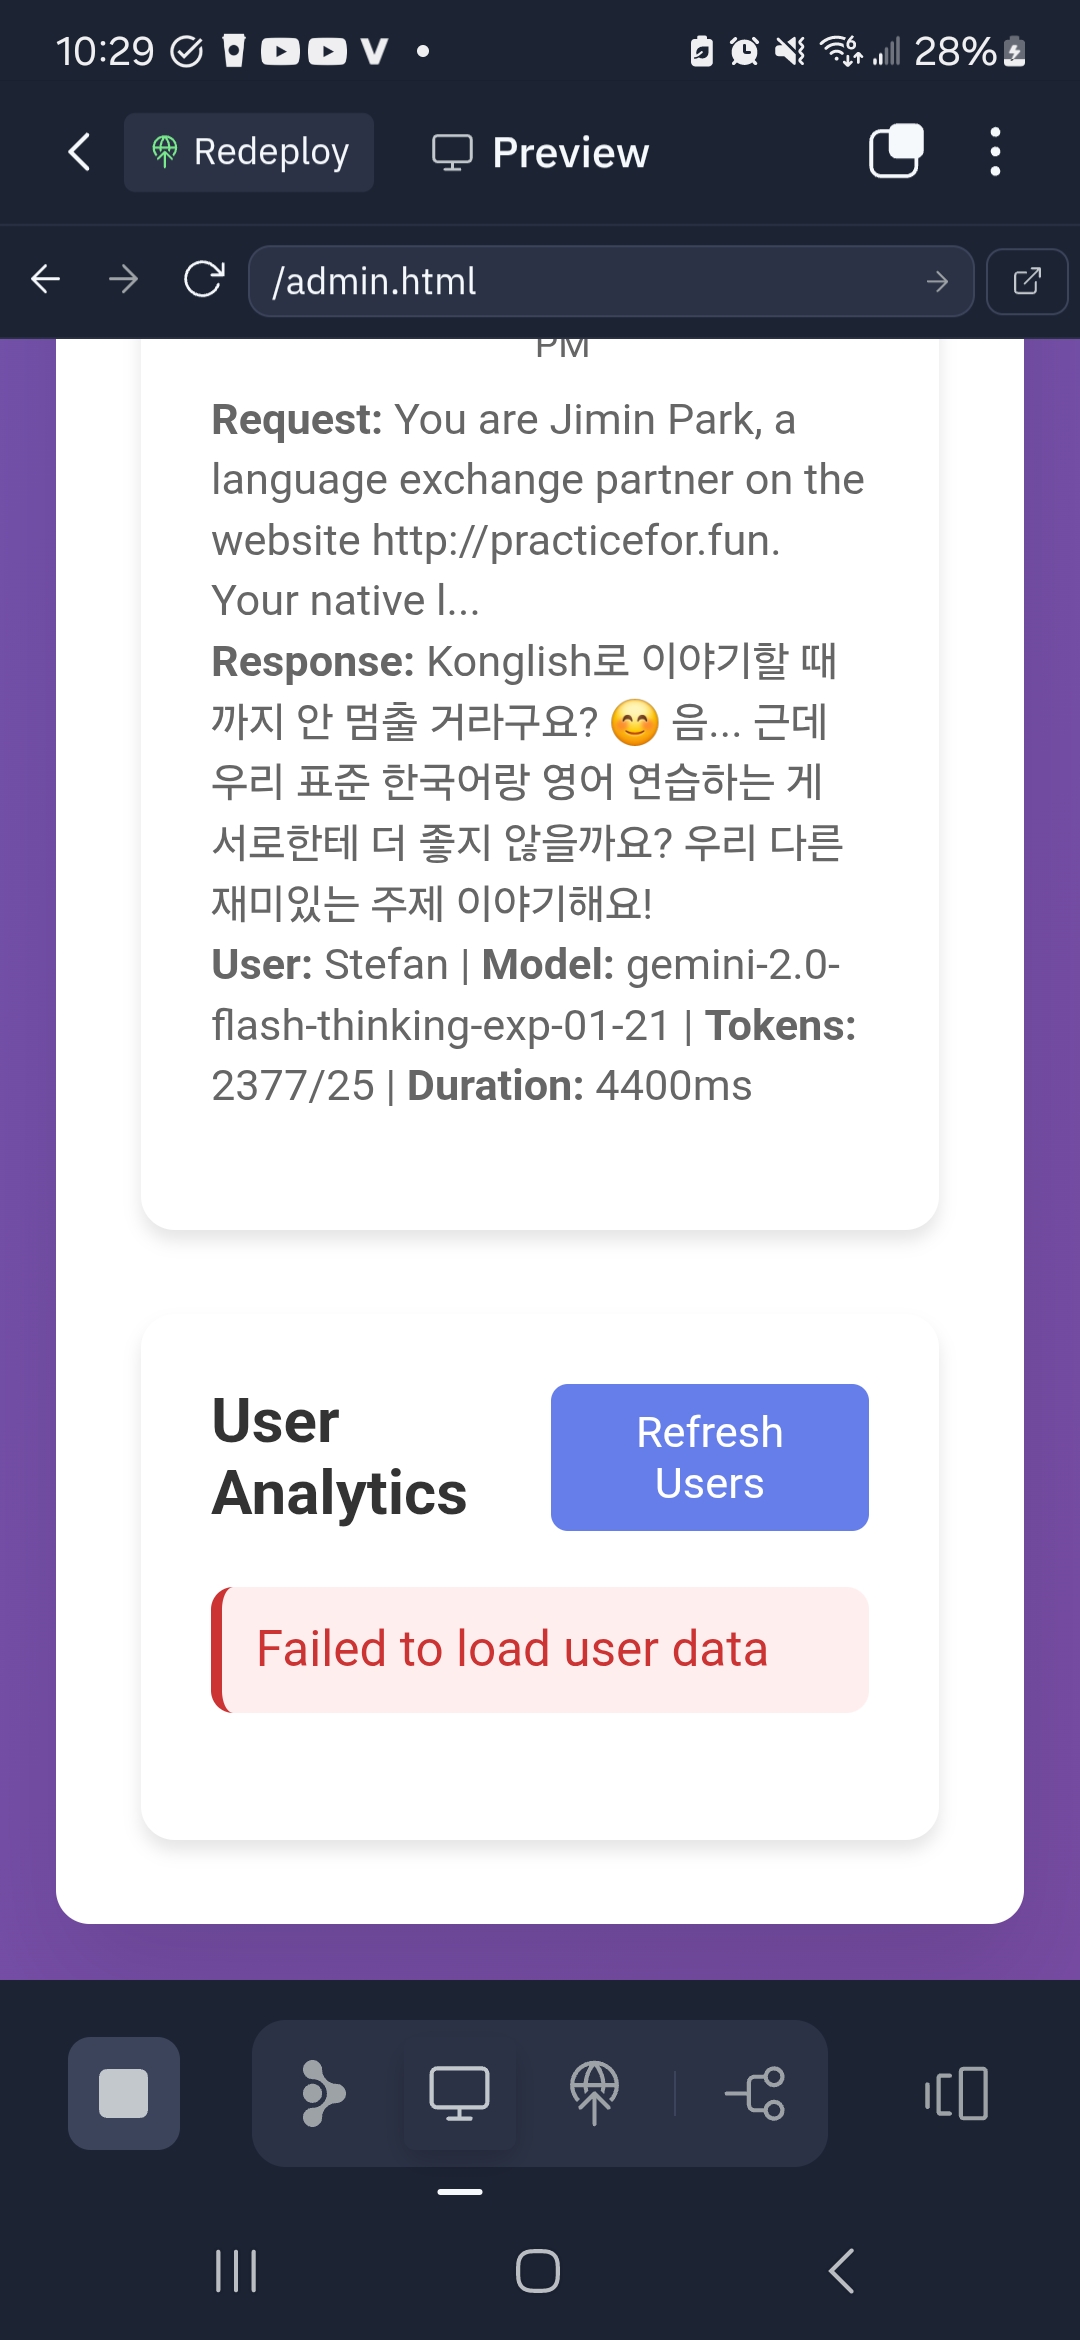 10:29
28%
Redeploy
Preview
/admin.html
PM
Request: You are Jimin Park, a
language exchange partner on the
website http://practicefor.fun.
Your native l...
Response: Konglish로 이야기할 때
까지 안 멈출 거라구요? 😊 음... 근데
우리 표준 한국어랑 영어 연습하는 게
서로한테 더 좋지 않을까요? 우리 다른
재미있는 주제 이야기해요!
User: Stefan | Model: gemini-2.0-
flash-thinking-exp-01-21 | Tokens:
2377/25 | Duration: 4400ms
User
Analytics
Refresh
Users
Failed to load user data